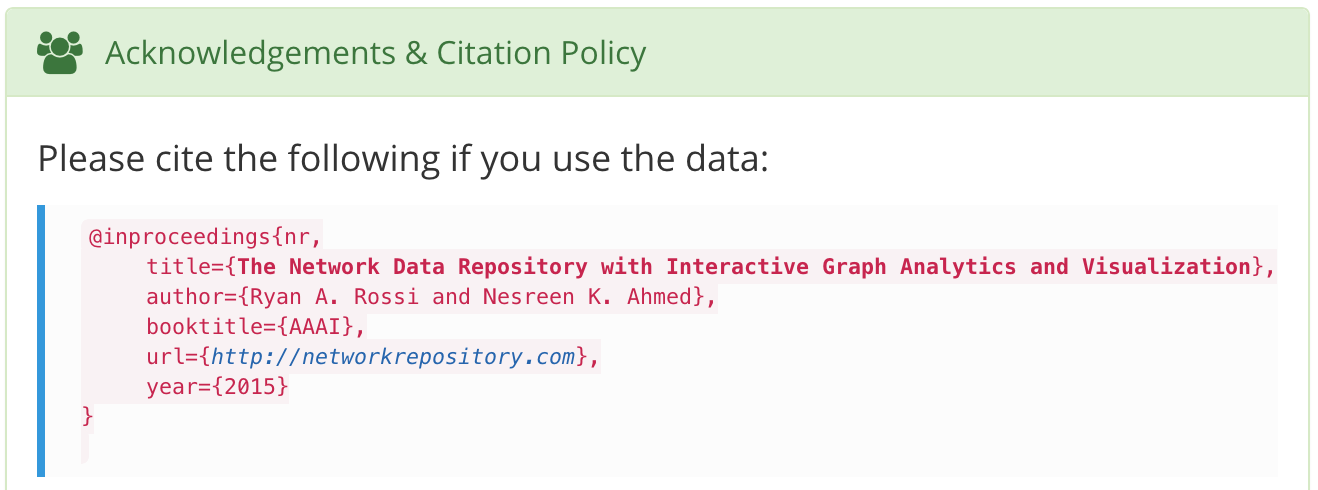 Acknowledgements & Citation Policy
Please cite the following if you use the data:
@inproceedings{nr,
title={The Network Data Repository with Interactive Graph Analytics and Visualization},
author={Ryan A. Rossi and Nesreen K. Ahmed},
booktitle={AAAI},
url={http://networkrepository.com},
year={2015}
}